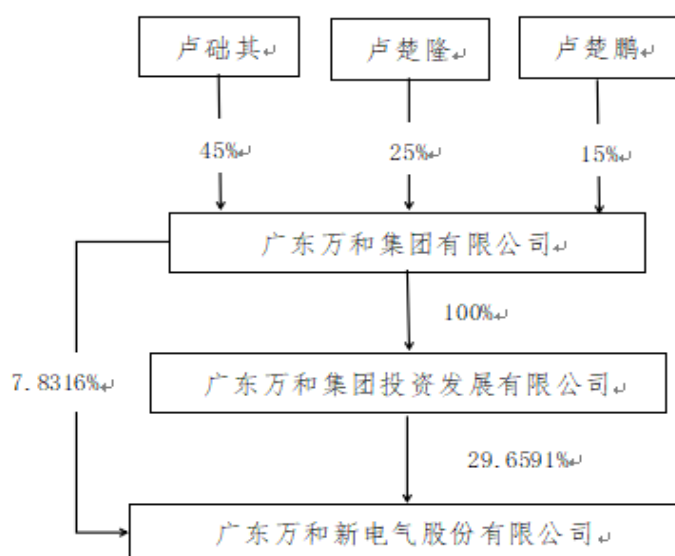 卢础其
卢楚隆
卢楚鹏
45%
25%
15%
广东万和集团有限公司
100%
7.8316%
广东万和集团投资发展有限公司
29.6591%
广东万和新电气股份有限公司